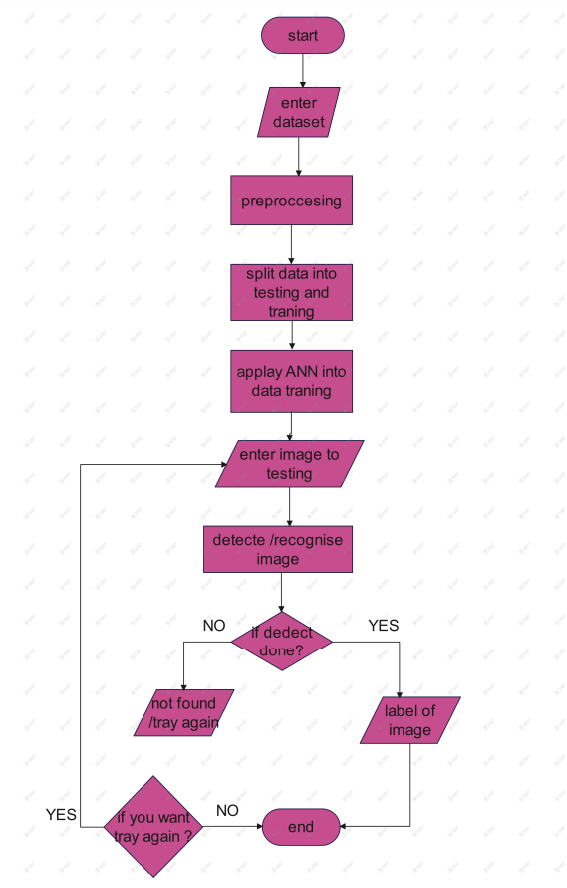 start
enter
dataset
preproccesing
split data into
testing and
traning
applay ANN into
data traning
enter image to
testing
detecte /recognise
image
if dedect
done?
NO
YES
not found
/tray again
label of
image
if you want
tray again ?
YES
NO
end